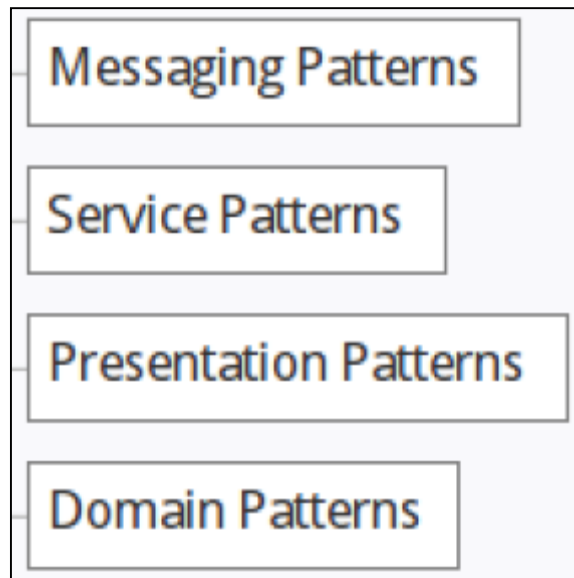 Messaging Patterns
Service Patterns
Presentation Patterns
Domain Patterns